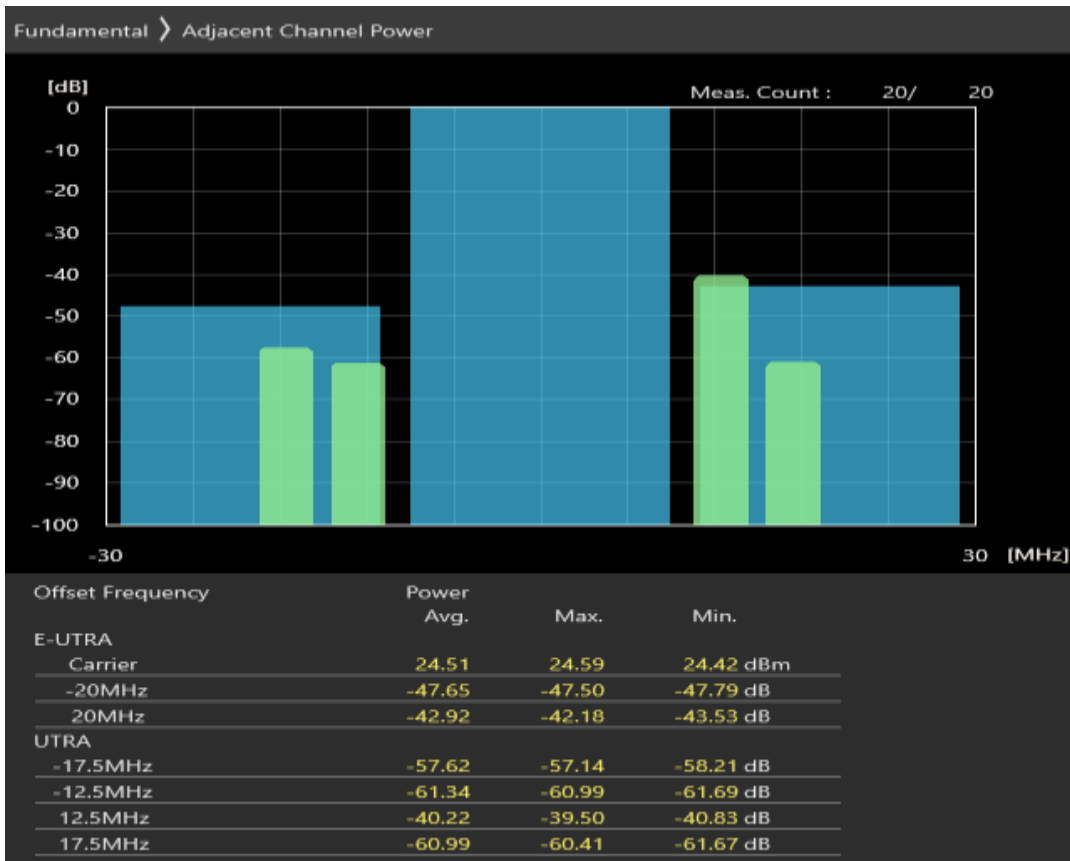 Fundamental ❯ Adjacent Channel Power
[dB]
Meas. Count : 20/ 20
0
-10
-20
-30
-40
-50
-60
-70
-80
-90
-100
-30 30 [MHz]
Offset Frequency Power
Avg. Max. Min.
E-UTRA
Carrier 24.51 24.59 24.42 dBm
-20MHz -47.65 -47.50 -47.79 dB
20MHz -42.92 -42.18 -43.53 dB
UTRA
-17.5MHz -57.62 -57.14 -58.21 dB
-12.5MHz -61.34 -60.99 -61.69 dB
12.5MHz -40.22 -39.50 -40.83 dB
17.5MHz -60.99 -60.41 -61.67 dB